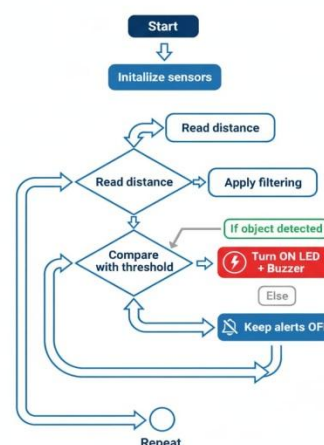 Start
Initaliize sensors
Read distance
Read distance
Apply filtering
If object detected
Compare
with threshold
Turn ON LED
+ Buzzer
Else
Keep alerts OFF
Repeat